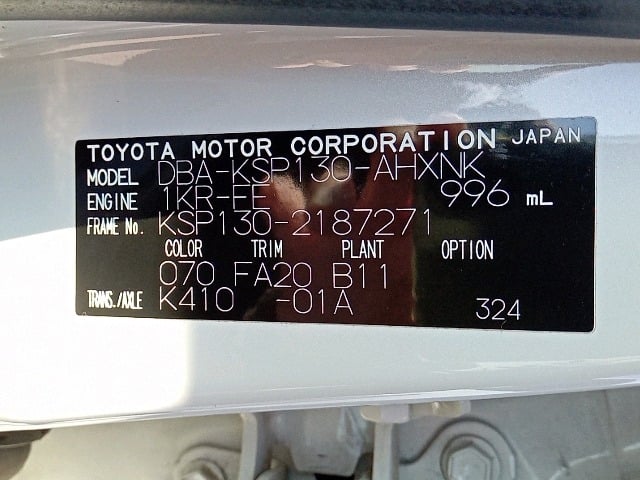 TOYOTA MOTOR CORPORATION JAPAN
MODEL DBA-KSP130-AHXNK
ENGINE 1KR-FE 996 mL
FRAME No. KSP130-2187271
COLOR TRIM PLANT OPTION
070 FA20 B11
TRANS./AXLE K410 -01A 324